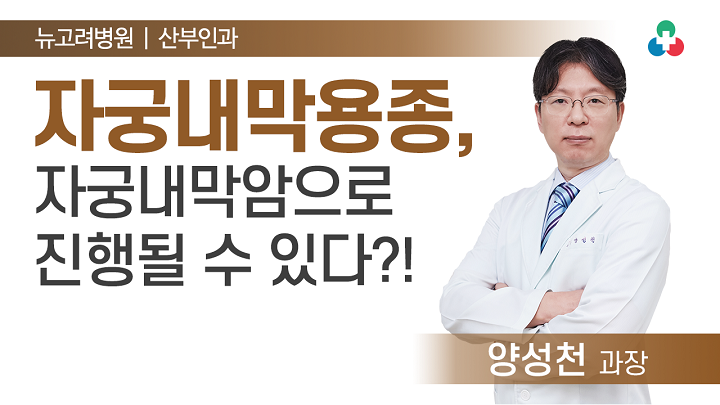 뉴고려병원 | 산부인과
자궁내막용종,
자궁내막암으로
진행될 수 있다?!
양성천 과장